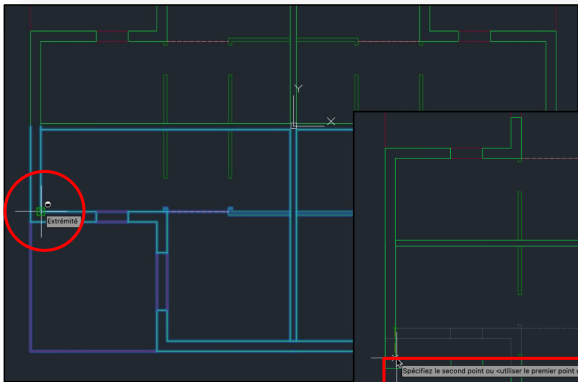 Y
X
Extrémité
Spécifiez le second point ou <utiliser le premier point